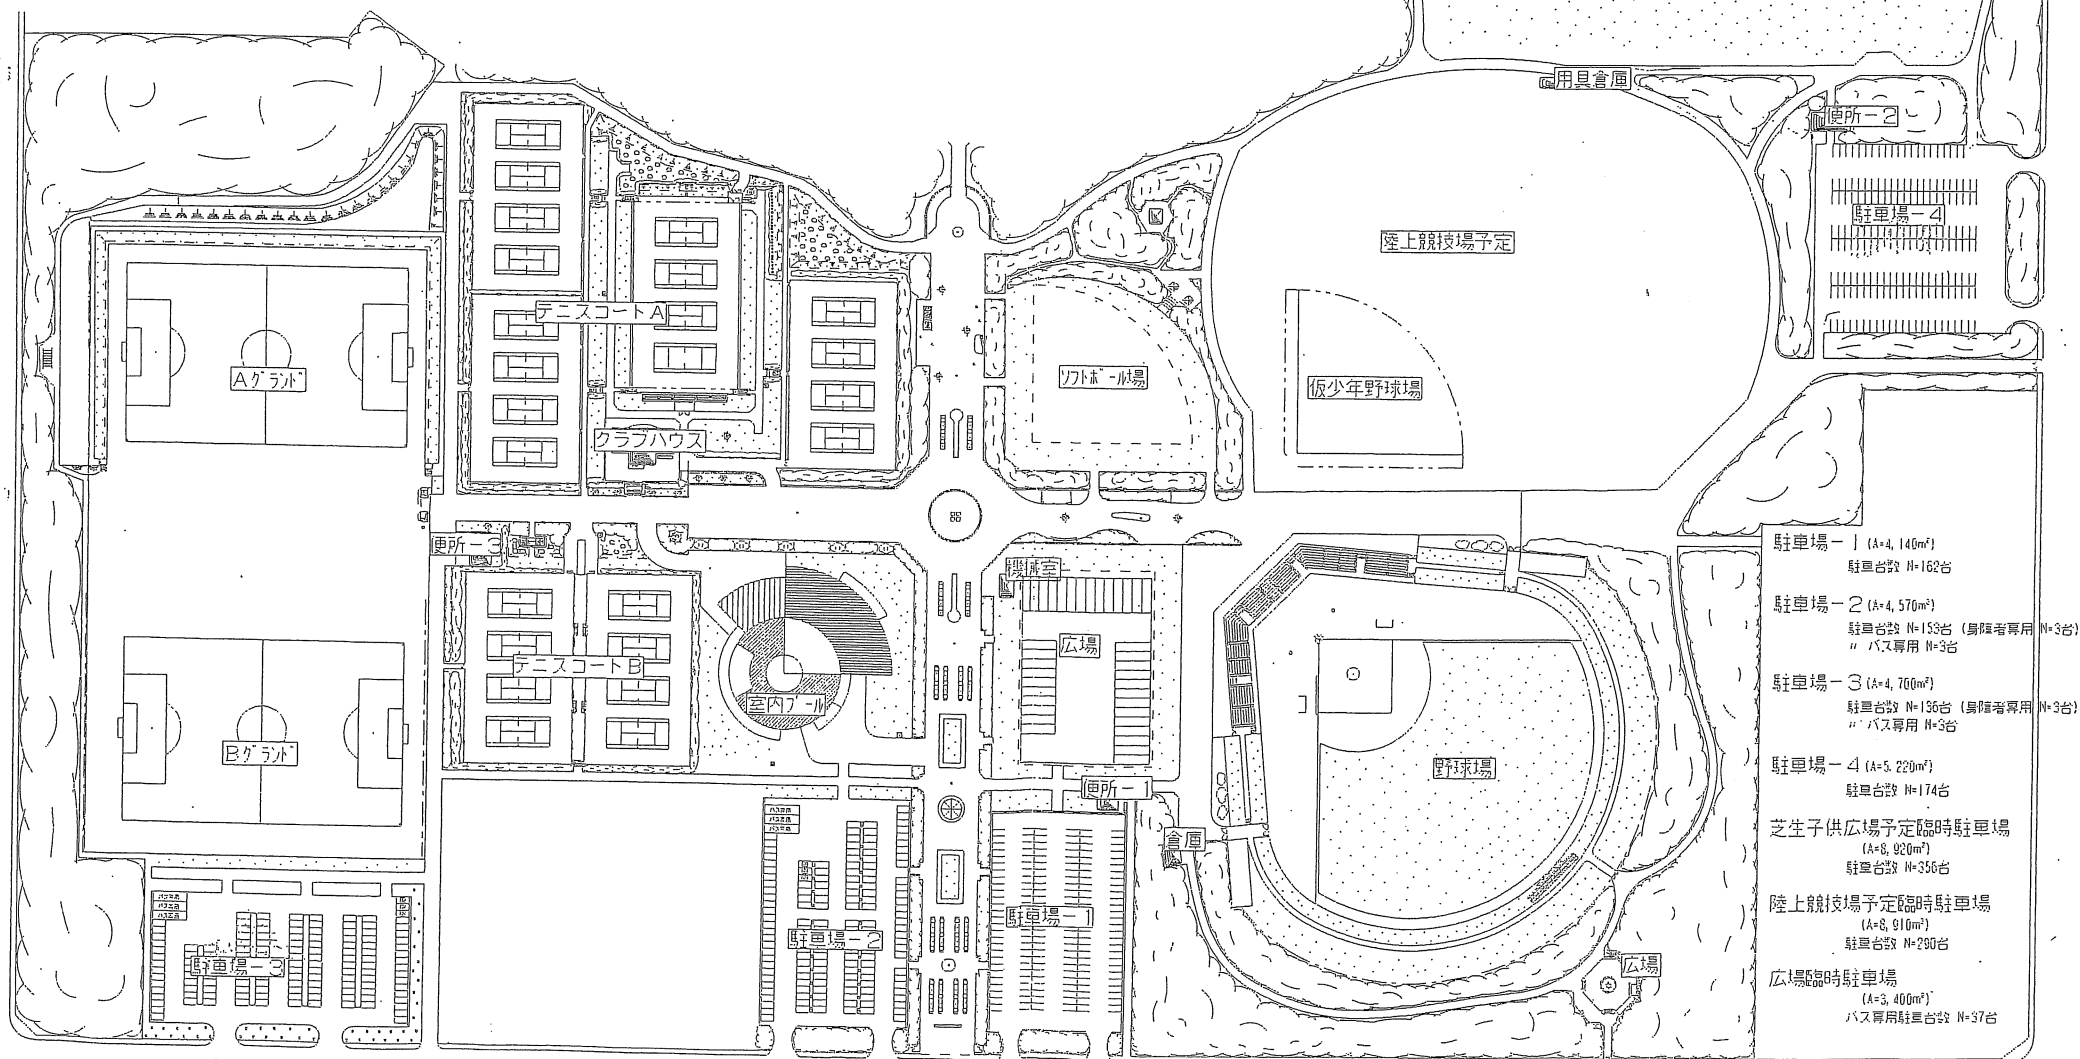 用具倉庫
便所-2
駐車場-4
陸上競技場予定
テニスコートA
Aグランド
ソフトボール場
仮少年野球場
クラブハウス
便所-3
機械室
広場
テニスコートB
室内プール
Bグランド
野球場
便所-1
倉庫
駐車場-1
駐車場-2
駐車場-3
広場
駐車場-1 (A=4,140m²)
駐車台数 N=162台
駐車場-2 (A=4,570m²)
駐車台数 N=153台 (身障者専用 N=3台)
〃 バス専用 N=3台
駐車場-3 (A=4,700m²)
駐車台数 N=136台 (身障者専用 N=3台)
〃 バス専用 N=3台
駐車場-4 (A=5,220m²)
駐車台数 N=174台
芝生子供広場予定臨時駐車場
(A=8,920m²)
駐車台数 N=356台
陸上競技場予定臨時駐車場
(A=8,910m²)
駐車台数 N=290台
広場臨時駐車場
(A=3,400m²)
バス専用駐車台数 N=37台